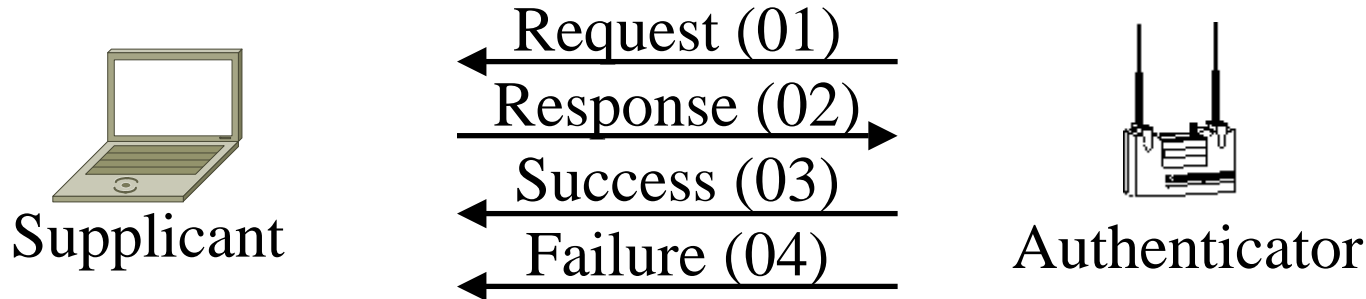 Request (01)
Response (02)
Success (03)
Failure (04)
Supplicant
Authenticator